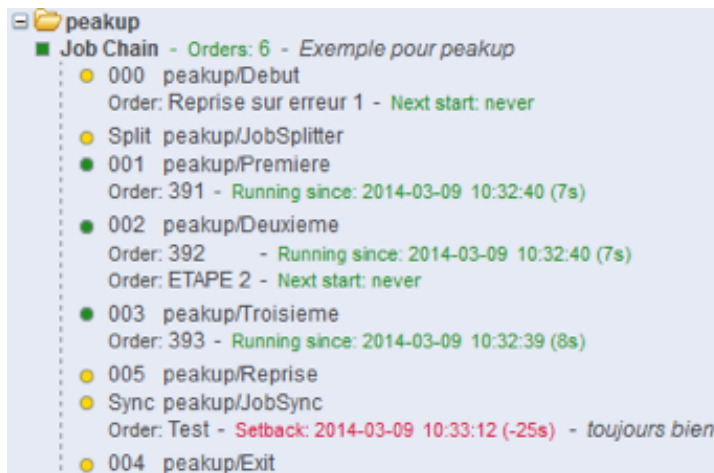 peakup
Job Chain - Orders: 6 - Exemple pour peakup
000 peakup/Debut
Order: Reprise sur erreur 1 - Next start: never
Split peakup/JobSplitter
001 peakup/Premiere
Order: 391 - Running since: 2014-03-09 10:32:40 (7s)
002 peakup/Deuxieme
Order: 392 - Running since: 2014-03-09 10:32:40 (7s)
Order: ETAPE 2 - Next start: never
003 peakup/Troisieme
Order: 393 - Running since: 2014-03-09 10:32:39 (8s)
005 peakup/Reprise
Sync peakup/JobSync
Order: Test - Setback: 2014-03-09 10:33:12 (-25s) - toujours bien
004 peakup/Exit